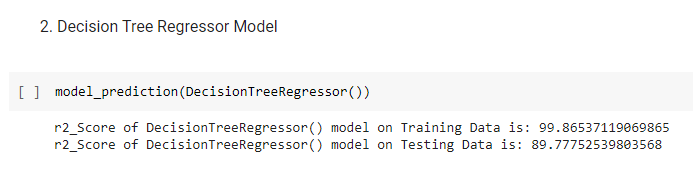 2. Decision Tree Regressor Model
[ ] model_prediction(DecisionTreeRegressor())
r2_Score of DecisionTreeRegressor() model on Training Data is: 99.86537119069865
r2_Score of DecisionTreeRegressor() model on Testing Data is: 89.77752539803568